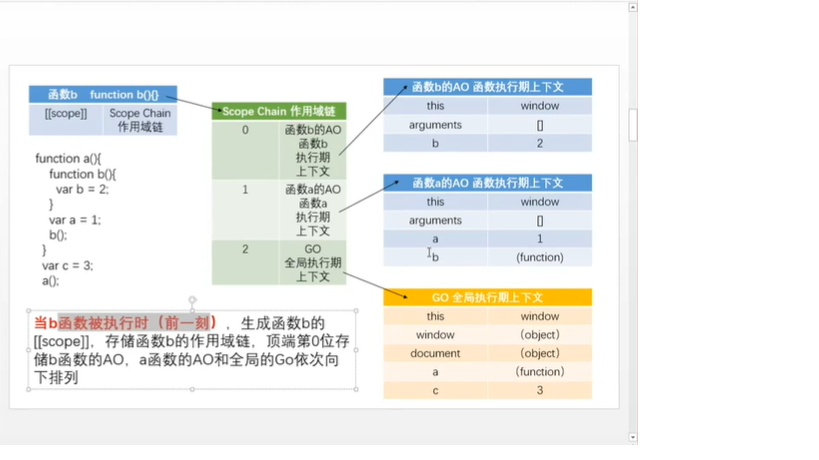 函数b function b(){}
[[scope]] Scope Chain
作用域链
function a(){
function b(){
var b = 2;
}
var a = 1;
b();
}
var c = 3;
a();
当b函数被执行时（前一刻），生成函数b的
[[scope]]，存储函数b的作用域链，顶端第0位存
储b函数的AO，a函数的AO和全局的Go依次向
下排列
Scope Chain 作用域链
0 函数b的AO
函数b
执行期
上下文
1 函数a的AO
函数a
执行期
上下文
2 GO
全局执行期
上下文
函数b的AO 函数执行期上下文
this window
arguments []
b 2
函数a的AO 函数执行期上下文
this window
arguments []
a 1
b (function)
GO 全局执行期上下文
this window
window （object）
document （object）
a （function）
c 3